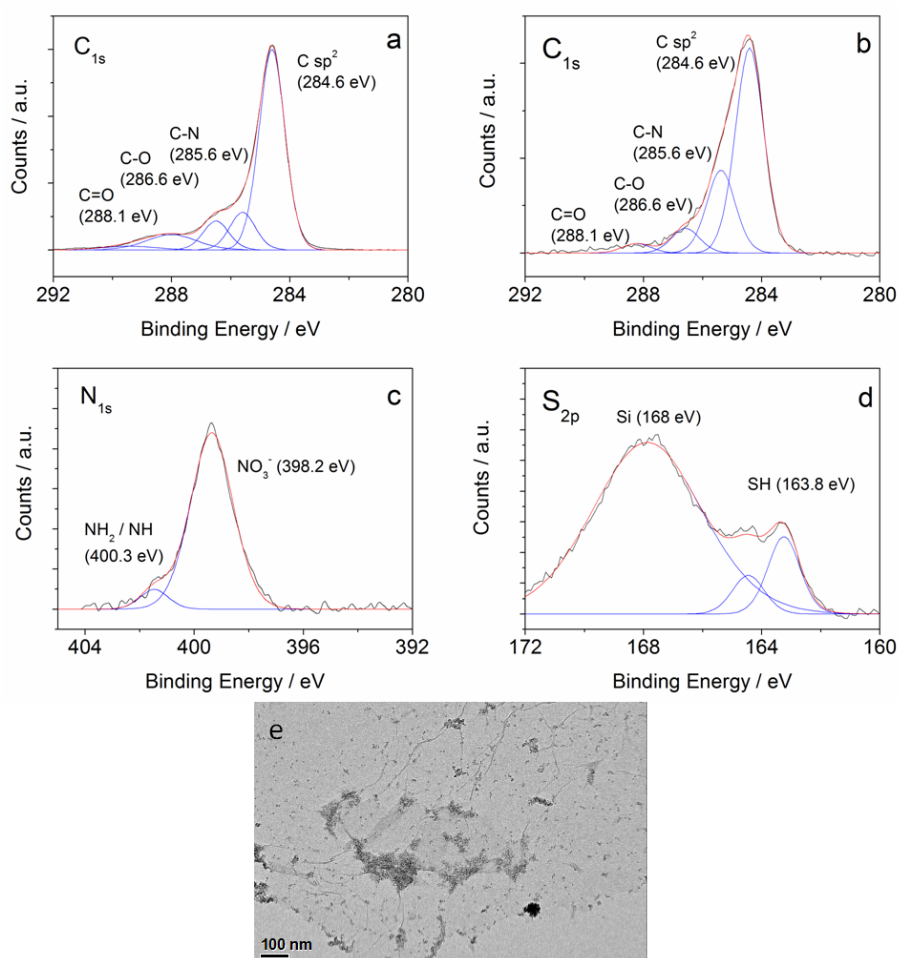 C1s
a
C sp2
(284.6 eV)
C-N
(285.6 eV)
C-O
(286.6 eV)
C=O
(288.1 eV)
Counts / a.u.
292 288 284 280
Binding Energy / eV
C1s
b
C sp2
(284.6 eV)
C-N
(285.6 eV)
C-O
(286.6 eV)
C=O
(288.1 eV)
Counts / a.u.
292 288 284 280
Binding Energy / eV
N1s
c
NO3- (398.2 eV)
NH2 / NH
(400.3 eV)
Counts / a.u.
404 400 396 392
Binding Energy / eV
S2p
d
Si (168 eV)
SH (163.8 eV)
Counts / a.u.
172 168 164 160
Binding Energy / eV
e
100 nm